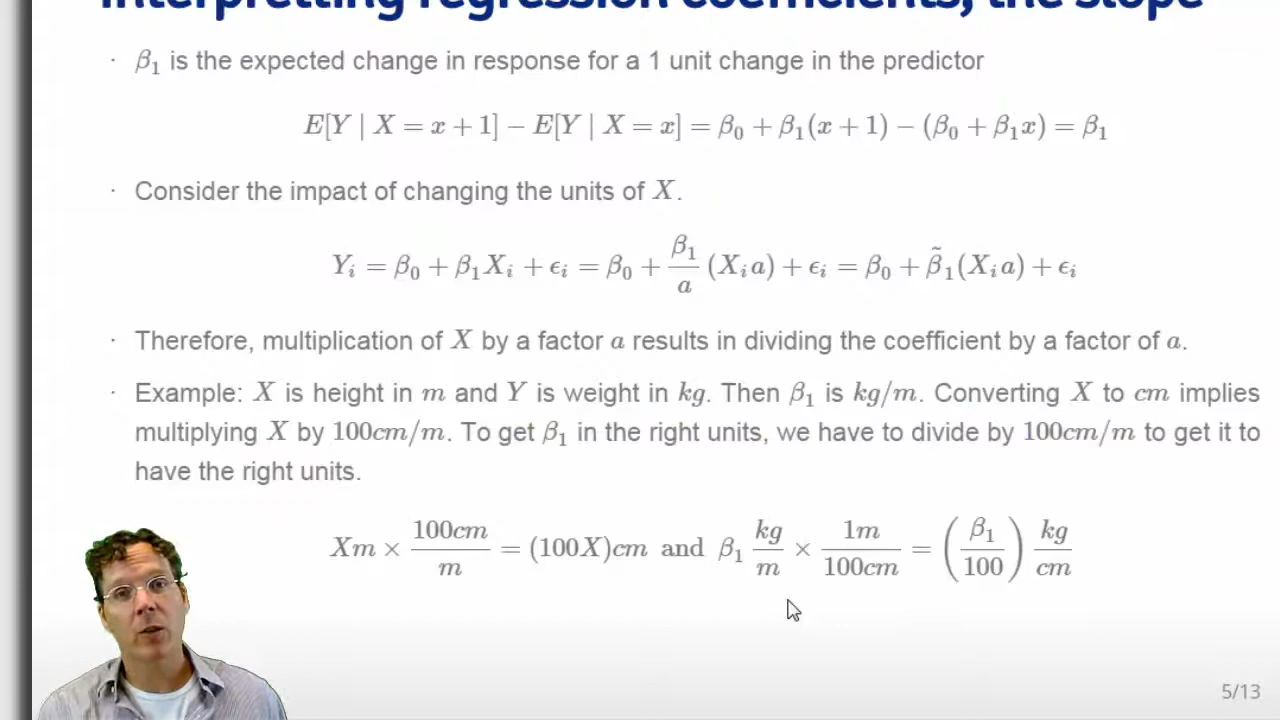 Interpretting regression coefficients, the slope
· β₁ is the expected change in response for a 1 unit change in the predictor
E[Y | X = x + 1] − E[Y | X = x] = β₀ + β₁(x + 1) − (β₀ + β₁x) = β₁
· Consider the impact of changing the units of X.
Yᵢ = β₀ + β₁Xᵢ + ϵᵢ = β₀ + β₁/a (Xᵢa) + ϵᵢ = β₀ + β̃₁(Xᵢa) + ϵᵢ
· Therefore, multiplication of X by a factor a results in dividing the coefficient by a factor of a.
· Example: X is height in m and Y is weight in kg. Then β₁ is kg/m. Converting X to cm implies
multiplying X by 100cm/m. To get β₁ in the right units, we have to divide by 100cm/m to get it to
have the right units.
Xm × 100cm/m = (100X)cm and β₁ kg/m × 1m/100cm = (β₁/100) kg/cm
5/13